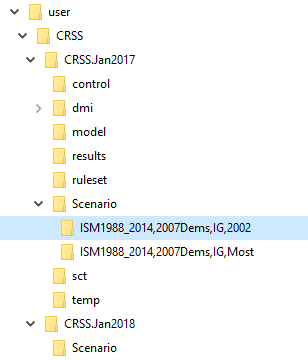 user
CRSS
CRSS.Jan2017
control
dmi
model
results
ruleset
Scenario
ISM1988_2014,2007Dems,IG,2002
ISM1988_2014,2007Dems,IG,Most
sct
temp
CRSS.Jan2018
Scenario